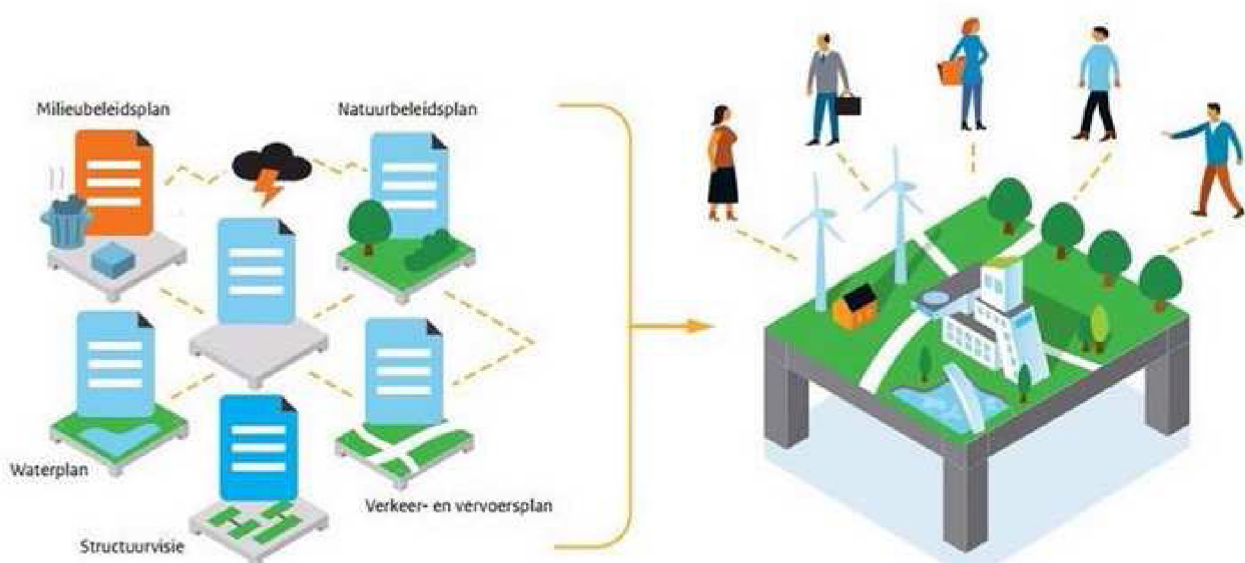 Milieubeleidsplan
Natuurbeleidsplan
Waterplan
Verkeer- en vervoersplan
Structuurvisie